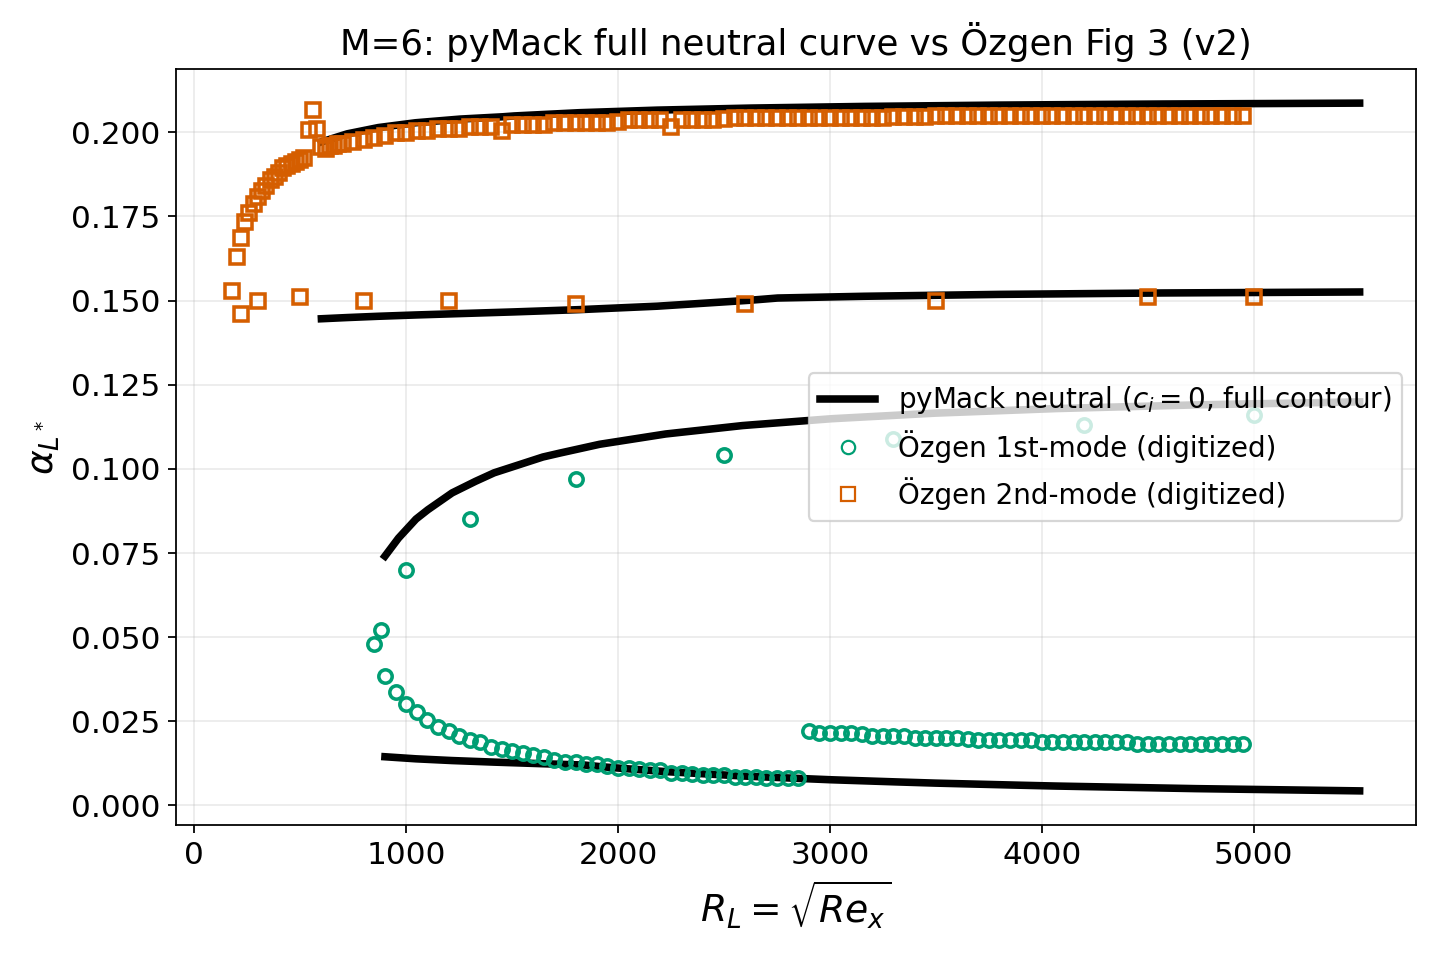 M=6: pyMack full neutral curve vs Özgen Fig 3 (v2)
0.200
0.175
0.150
0.125
0.100
0.075
0.050
0.025
0.000
α_{L*}
pyMack neutral (c_i = 0, full contour)
Özgen 1st-mode (digitized)
Özgen 2nd-mode (digitized)
0 1000 2000 3000 4000 5000
R_L = √Re_x